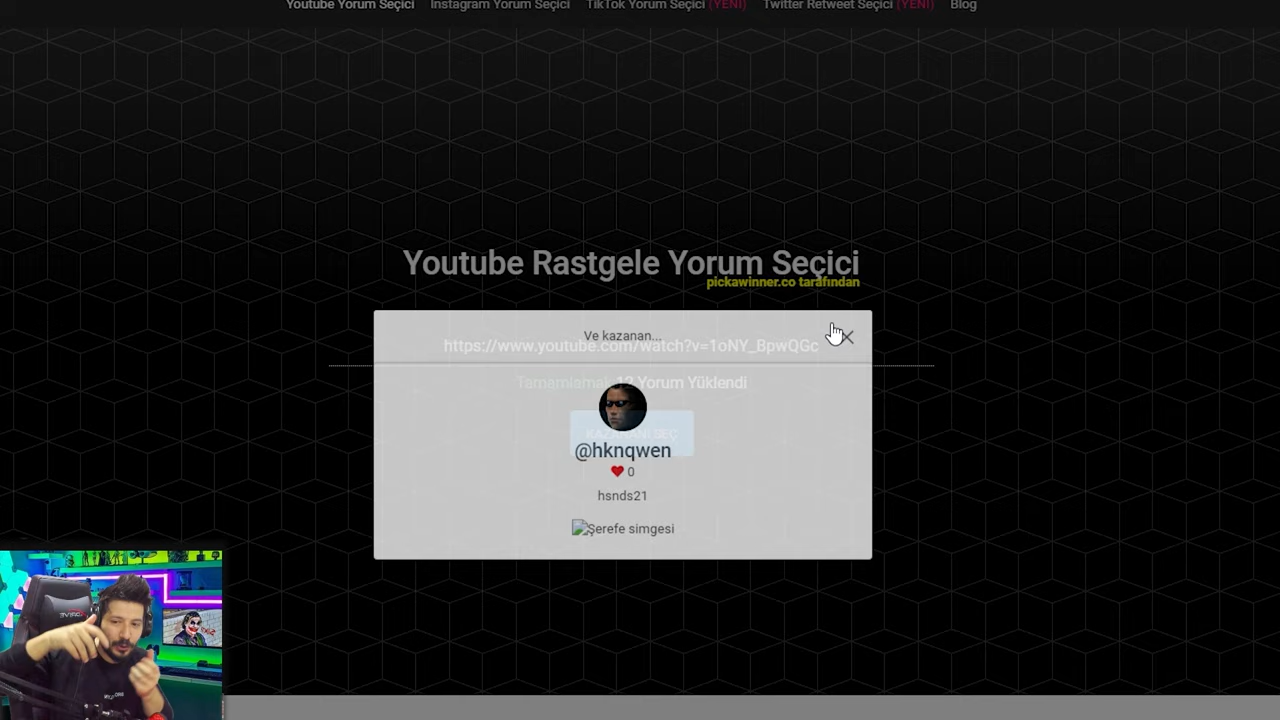 Youtube Yorum Seçici Instagram Yorum Seçici TikTok Yorum Seçici (YENİ) Twitter Retweet Seçici (YENİ) Blog
Youtube Rastgele Yorum Seçici
pickawinner.co tarafından
Ve kazanan...
https://www.youtube.com/watch?v=1oNY_BpwQGc
Tamamlamak 12 Yorum Yüklendi
KAZANANI SEÇ
@hknqwen
0
hsnds21
Şerefe simgesi